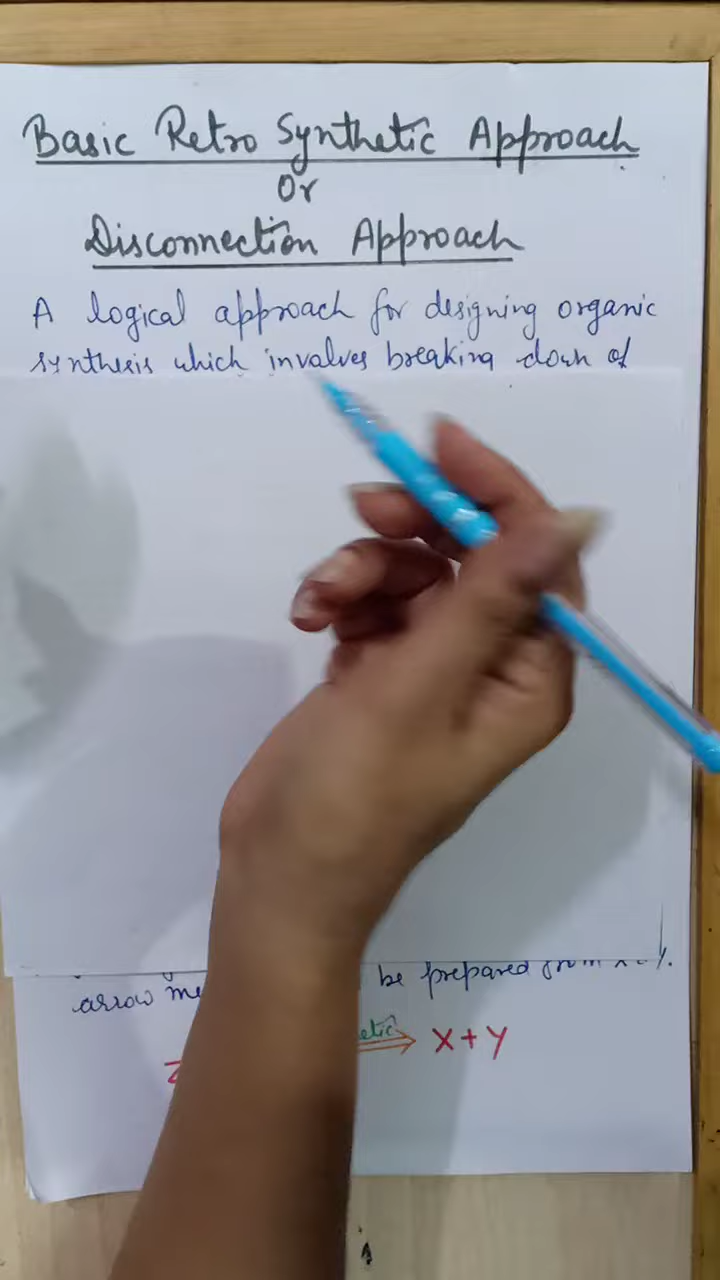 Basic Retro Synthetic Approach
Or
Disconnection Approach
A logical approach for designing organic
synthesis which involves breaking down of
be prepared from
arrow
X + Y